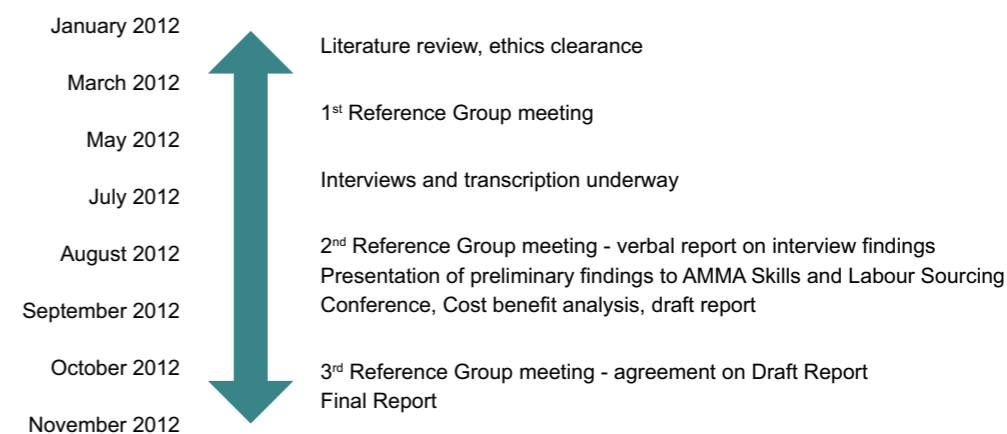 January 2012
Literature review, ethics clearance
March 2012
1st Reference Group meeting
May 2012
Interviews and transcription underway
July 2012
August 2012
2nd Reference Group meeting - verbal report on interview findings
Presentation of preliminary findings to AMMA Skills and Labour Sourcing
Conference, Cost benefit analysis, draft report
September 2012
October 2012
3rd Reference Group meeting - agreement on Draft Report
Final Report
November 2012